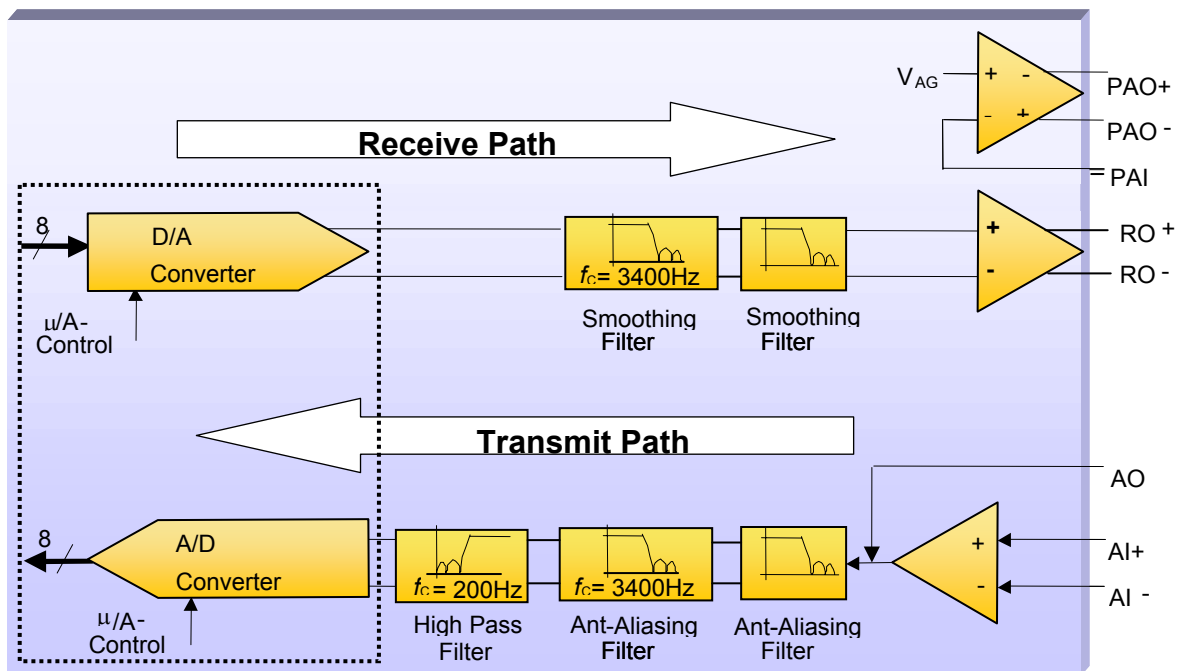 V_AG
+ -
- +
PAO+
PAO-
PAI
Receive Path
8
D/A
Converter
μ/A-
Control
fc= 3400Hz
Smoothing
Filter
Smoothing
Filter
+
-
RO+
RO-
Transmit Path
8
A/D
Converter
μ/A-
Control
fc= 200Hz
High Pass
Filter
fc= 3400Hz
Ant-Aliasing
Filter
Ant-Aliasing
Filter
AO
+
-
AI+
AI-